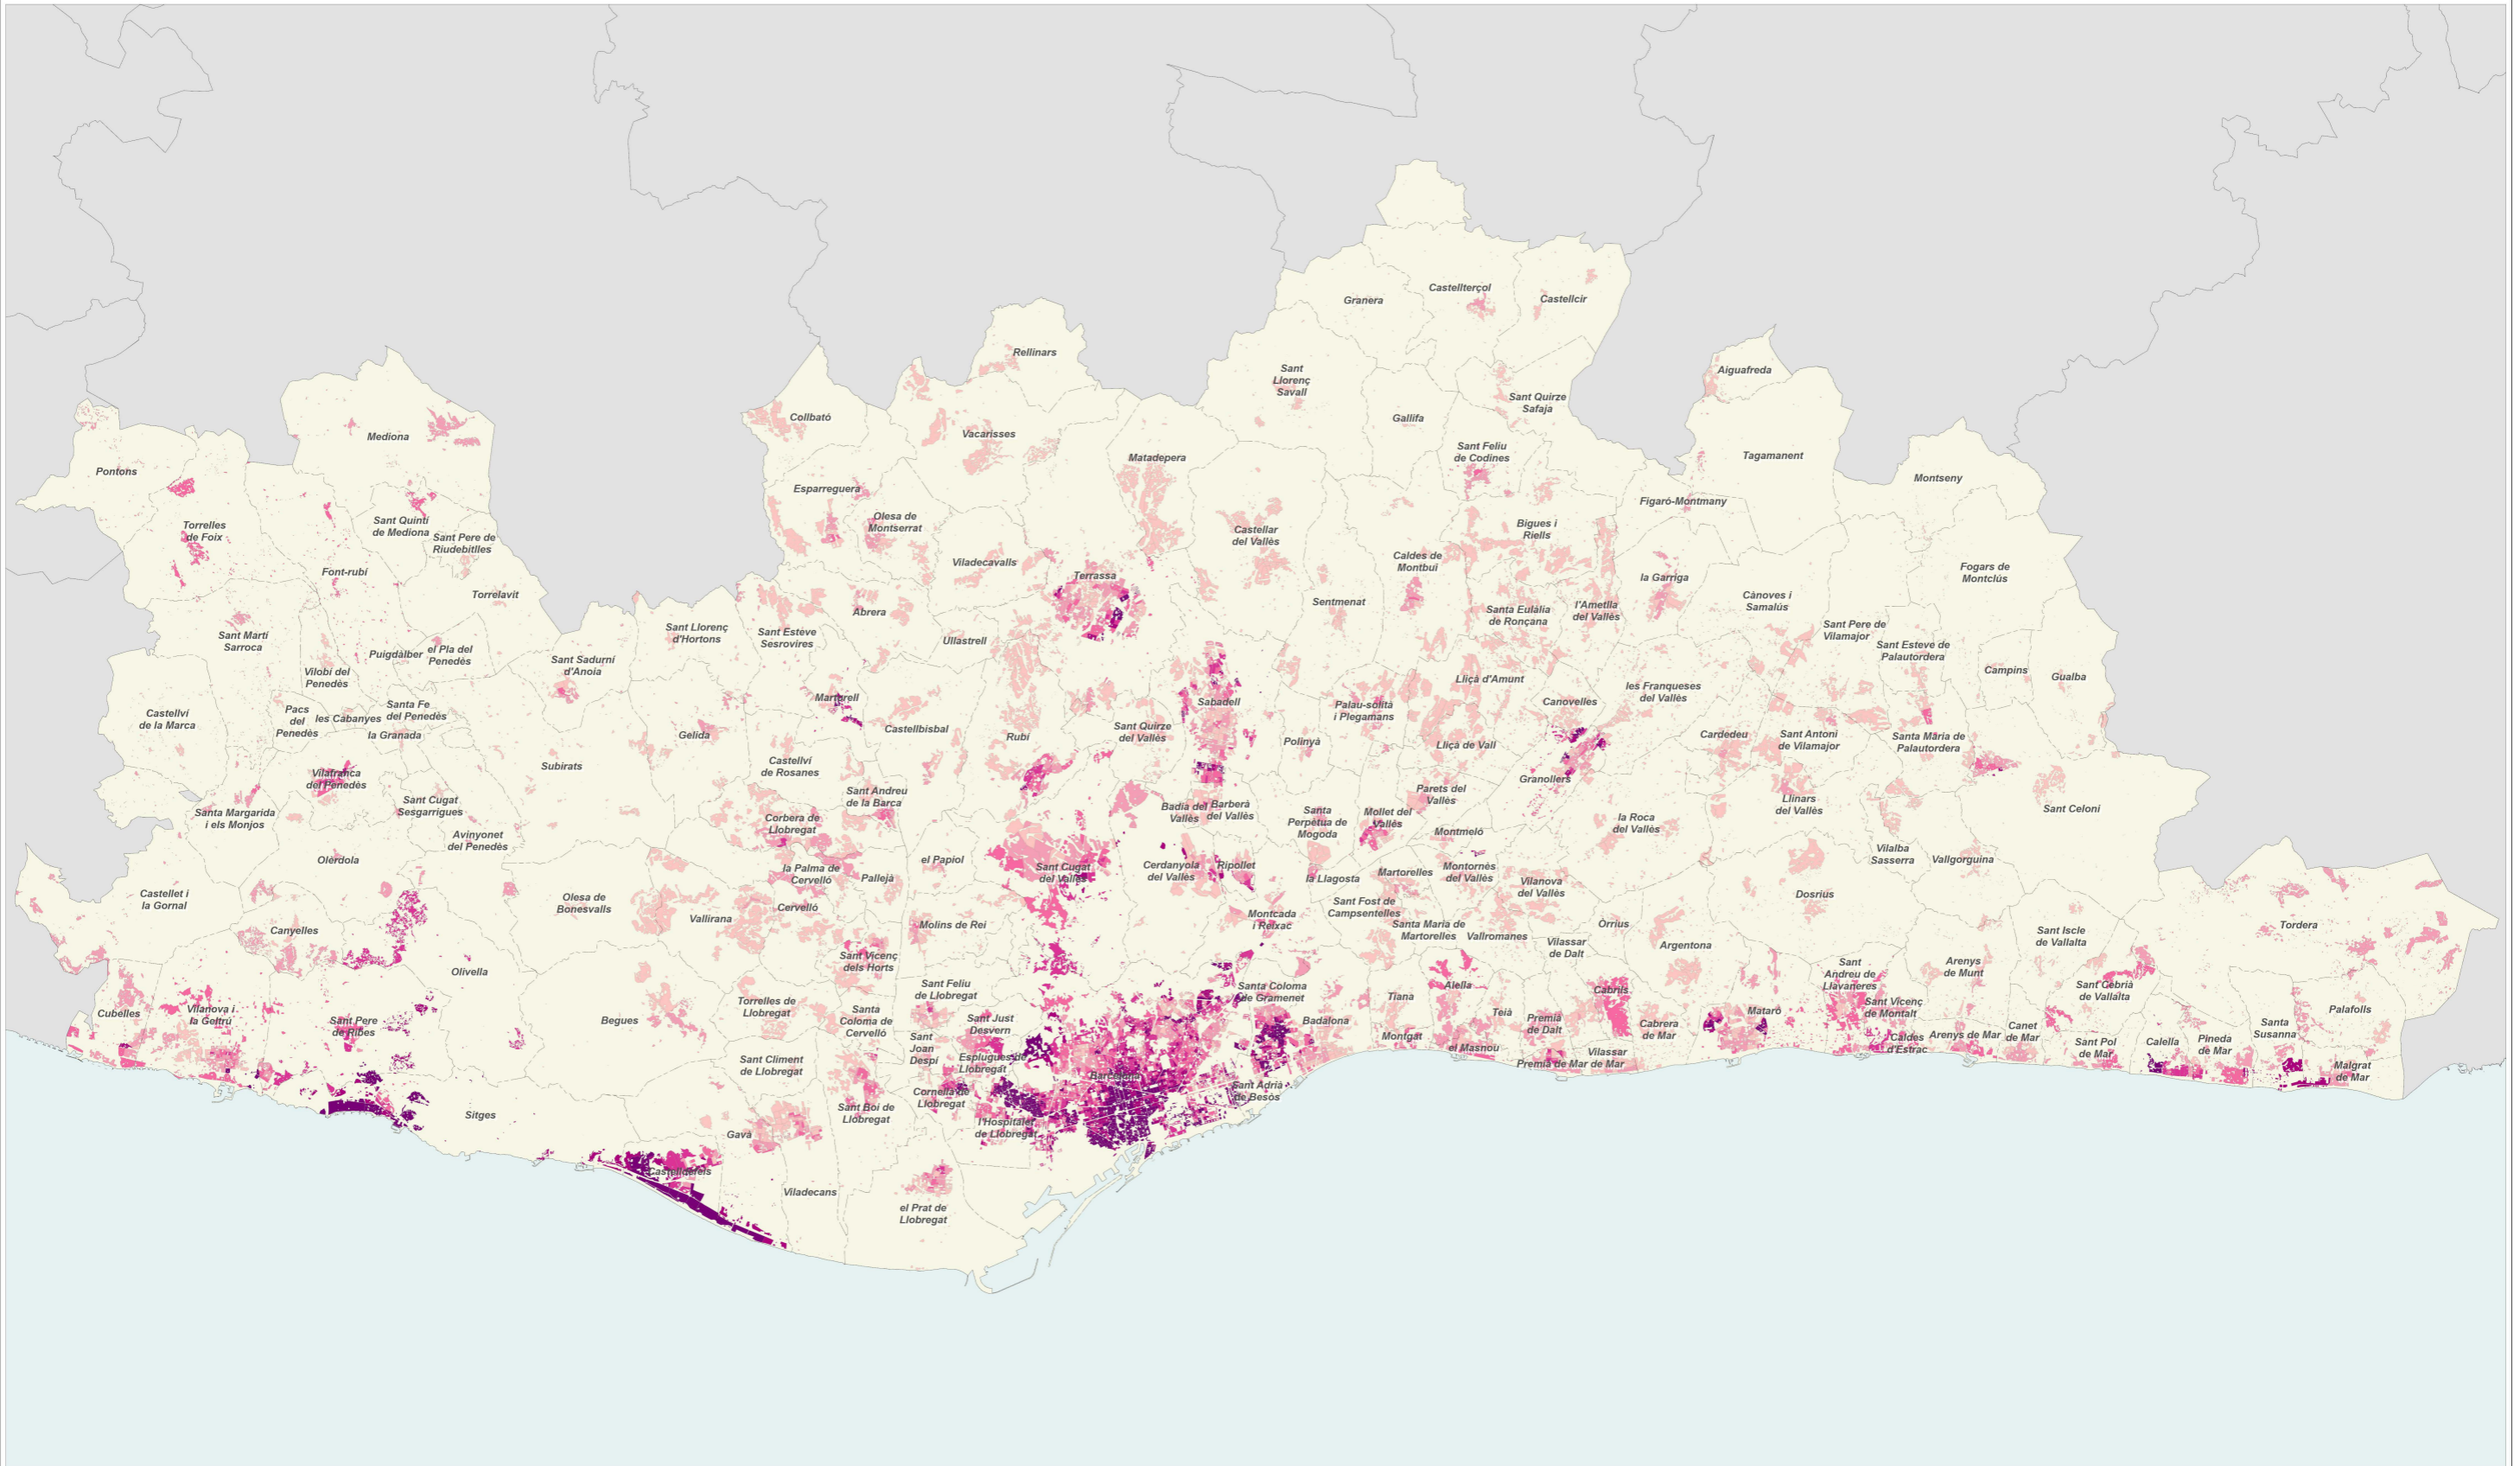 Castellterçol
Granera
Castellcir
Rellinars
Aiguafreda
Sant
Llorenç
Savall
Sant Quirze
Safaja
Collbató
Gallifa
Mediona
Vacarisses
Sant Feliu
de Codines
Tagamanent
Matadepera
Pontons
Montseny
Esparreguera
Figaró-Montmany
Olesa de
Montserrat
Torrelles
de Foix
Sant Quintí
de Mediona
Bigues i
Riells
Castellar
del Vallès
Sant Pere de
Riudebitlles
Viladecavalls
Caldes de
Montbui
Font-rubí
Terrassa
la Garriga
Fogars de
Montclús
Torrelavit
Sentmenat
Cànoves i
Samalús
Abrera
Santa Eulàlia
de Ronçana
l'Ametlla
del Vallès
Sant Llorenç
d'Hortons
Sant Esteve
Sesrovires
Ullastrell
Sant Martí
Sarroca
Sant Pere de
Vilamajor
Puigdàlber
el Pla del
Penedès
Sant Esteve de
Palautordera
Sant Sadurní
d'Anoia
Vilobí del
Penedès
Campins
Gualba
Lliçà d'Amunt
les Franqueses
del Vallès
Martorell
Sabadell
Canovelles
Palau-solità
i Plegamans
Castellví
de la Marca
Pacs
del
Penedès
les Cabanyes
Santa Fe
del Penedès
la Granada
Gelida
Castellbisbal
Rubí
Sant Quirze
del Vallès
Polinyà
Lliçà de Vall
Cardedeu
Sant Antoni
de Vilamajor
Santa Maria de
Palautordera
Subirats
Castellví
de Rosanes
Vilafranca
del Penedès
Granollers
Sant Andreu
de la Barca
Parets del
Vallès
Llinars
del Vallès
Sant Celoni
Santa Margarida
i els Monjos
Sant Cugat
Sesgarrigues
Badia del
Vallès
Barberà
del Vallès
Santa
Perpètua de
Mogoda
Mollet del
Vallès
Corbera de
Llobregat
la Roca
del Vallès
Montmeló
Avinyonet
del Penedès
Vilalba
Sasserra
Vallgorguina
Olèrdola
el Papiol
Sant Cugat
del Vallès
Cerdanyola
del Vallès
Ripollet
la Palma de
Cervelló
Pallejà
la Llagosta
Martorelles
Montornès
del Vallès
Vilanova
del Vallès
Castellet i
la Gornal
Olesa de
Bonesvalls
Cervelló
Vallirana
Dosrius
Sant Fost de
Campsentelles
Molins de Rei
Montcada
i Reixac
Santa Maria de
Martorelles
Vallromanes
Òrrius
Tordera
Canyelles
Sant Iscle
de Vallalta
Argentona
Vilassar
de Dalt
Sant Vicenç
dels Horts
Olivella
Arenys
de Munt
Sant
Andreu de
Llavaneres
Sant Feliu
de Llobregat
Santa Coloma
de Gramenet
Alella
Cabrils
Sant Cebrià
de Vallalta
Tiana
Torrelles de
Llobregat
Sant Vicenç
de Montalt
Palafolls
Cubelles
Vilanova i
la Geltrú
Sant Pere
de Ribes
Begues
Santa
Coloma de
Cervelló
Sant Just
Desvern
Badalona
Teià
Premià
de Dalt
Cabrera
de Mar
Mataró
Canet
de Mar
Santa
Susanna
Montgat
Arenys de Mar
Caldes
d'Estrac
Sant
Joan
Despí
el Masnou
Sant Pol
de Mar
Calella
Pineda
de Mar
Sant Climent
de Llobregat
Esplugues de
Llobregat
Premià de Mar
Vilassar
de Mar
Malgrat
de Mar
Barcelona
Sant Adrià
de Besòs
Cornellà de
Llobregat
Sitges
Sant Boi de
Llobregat
l'Hospitalet
de Llobregat
Gavà
Castelldefels
Viladecans
el Prat de
Llobregat